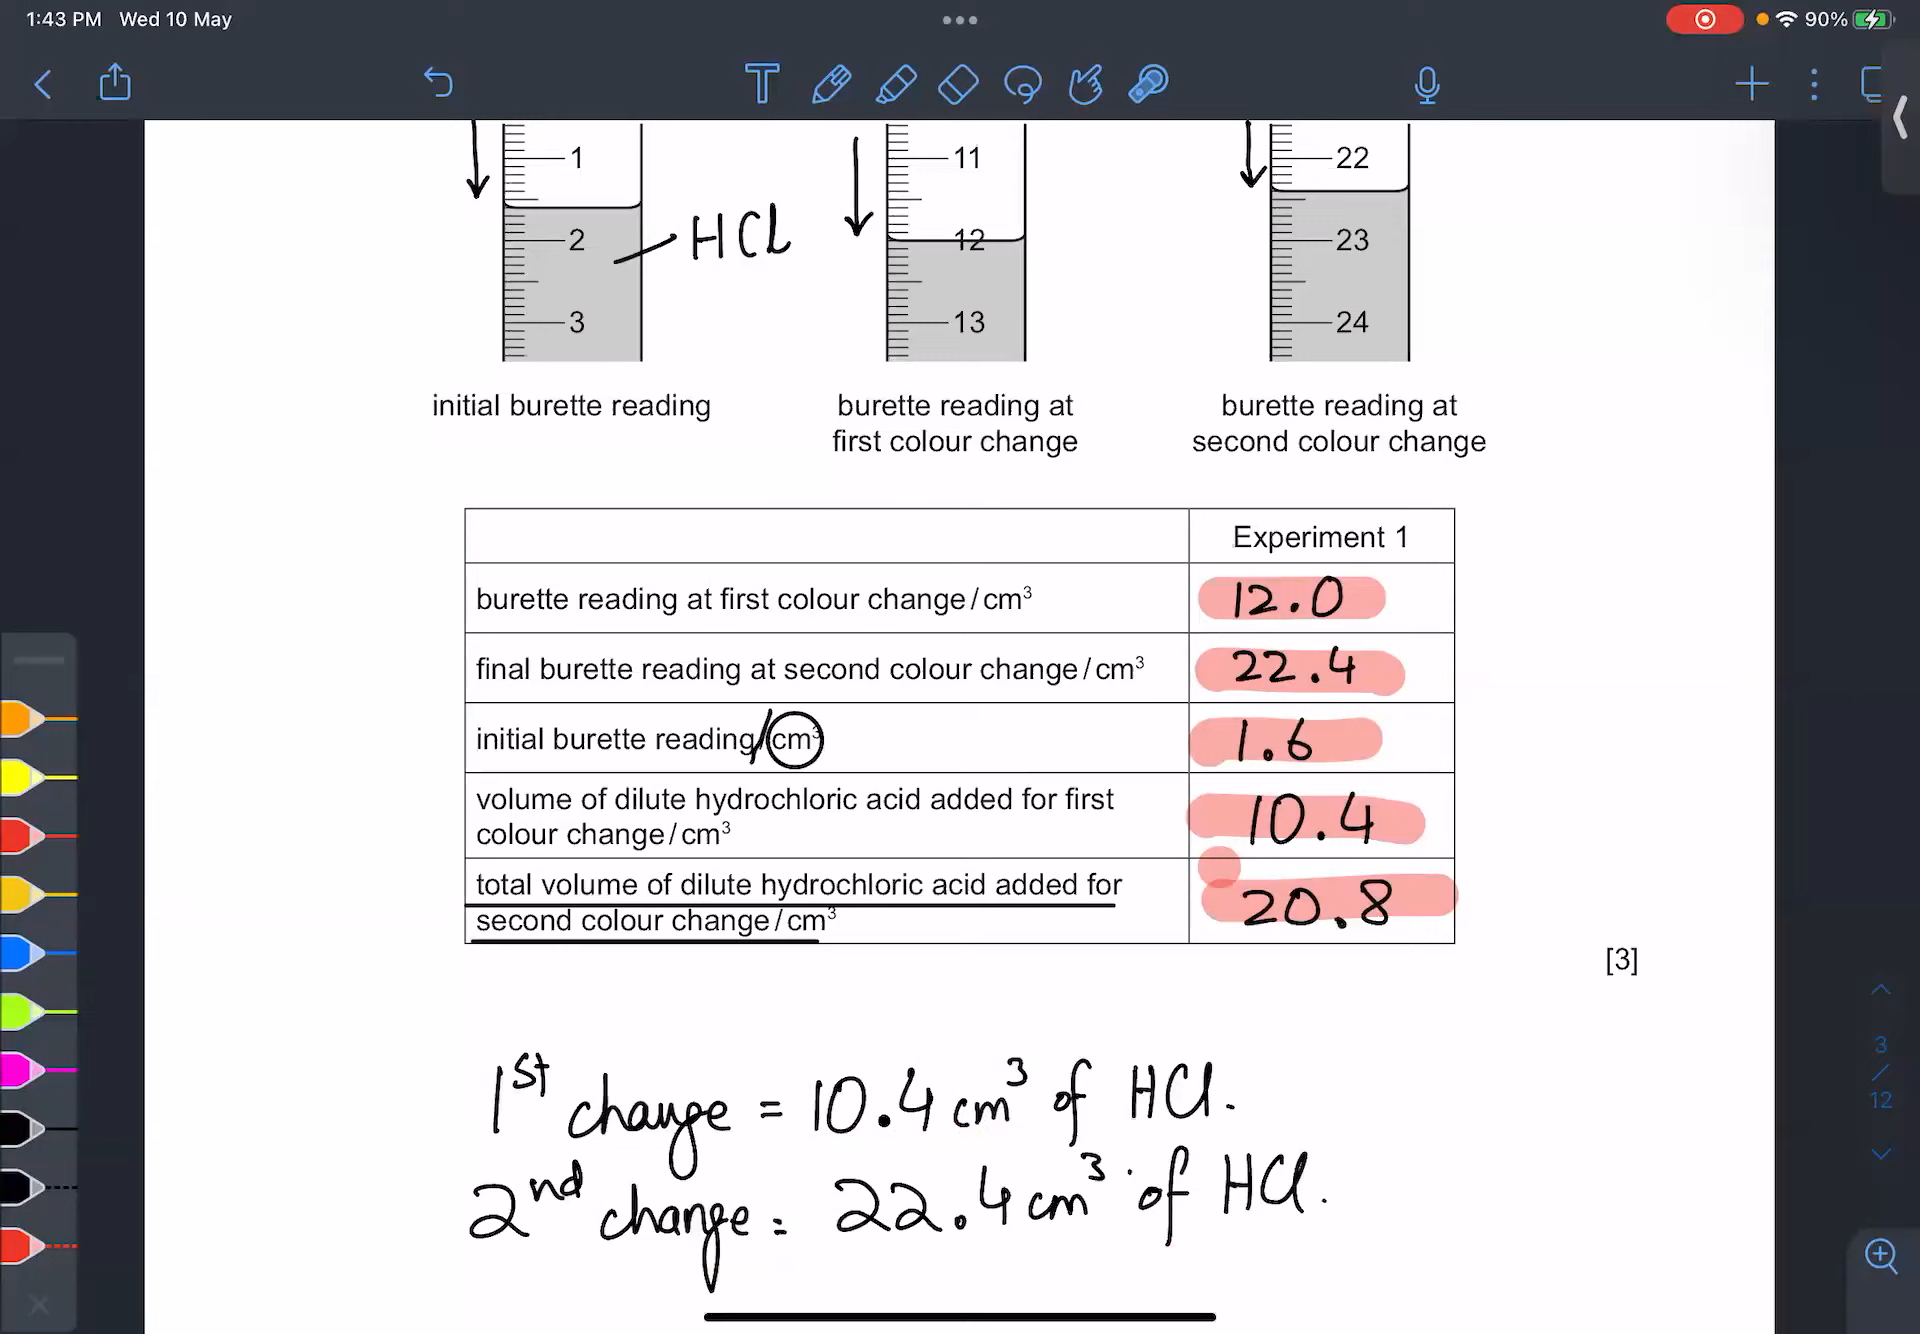 1:43 PM Wed 10 May
90%
T
1
2
3
HCl
11
12
13
22
23
24
initial burette reading
burette reading at
first colour change
burette reading at
second colour change
Experiment 1
burette reading at first colour change/cm³
12.0
final burette reading at second colour change/cm³
22.4
initial burette reading/cm³
1.6
volume of dilute hydrochloric acid added for first
colour change/cm³
10.4
total volume of dilute hydrochloric acid added for
second colour change/cm³
20.8
[3]
1st change = 10.4 cm³ of HCl.
2nd change = 22.4 cm³ of HCl.
3
/
12